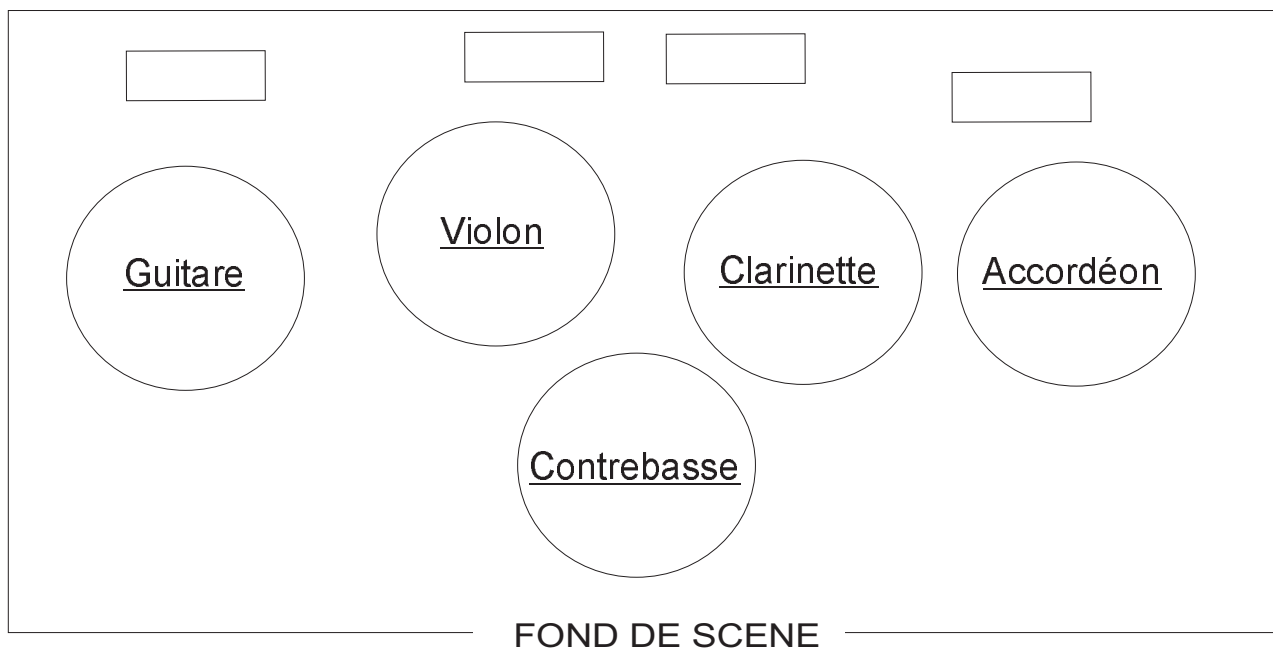 Violon
Guitare
Clarinette
Accordéon
Contrebasse
FOND DE SCENE